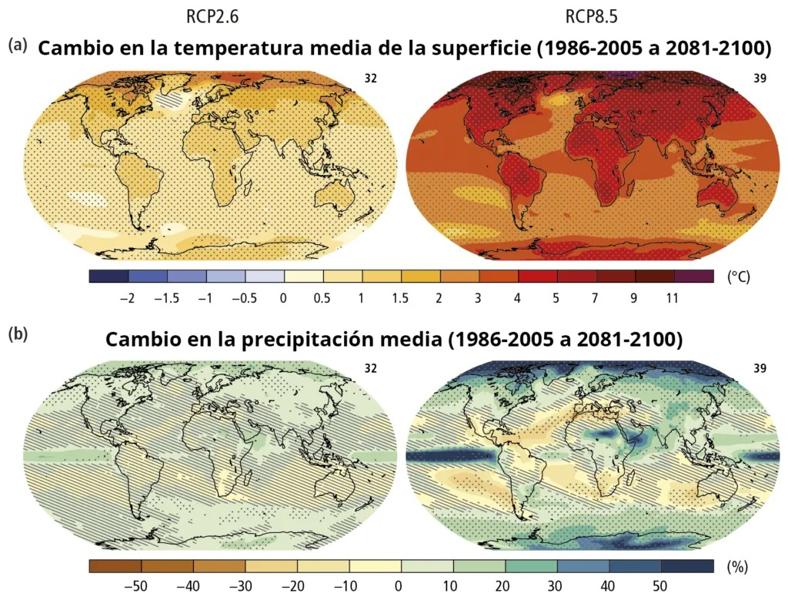 RCP2.6 RCP8.5
(a) Cambio en la temperatura media de la superficie (1986-2005 a 2081-2100)
32 39
−2 −1.5 −1 −0.5 0 0.5 1 1.5 2 3 4 5 7 9 11 (°C)
(b) Cambio en la precipitación media (1986-2005 a 2081-2100)
32 39
−50 −40 −30 −20 −10 0 10 20 30 40 50 (%)